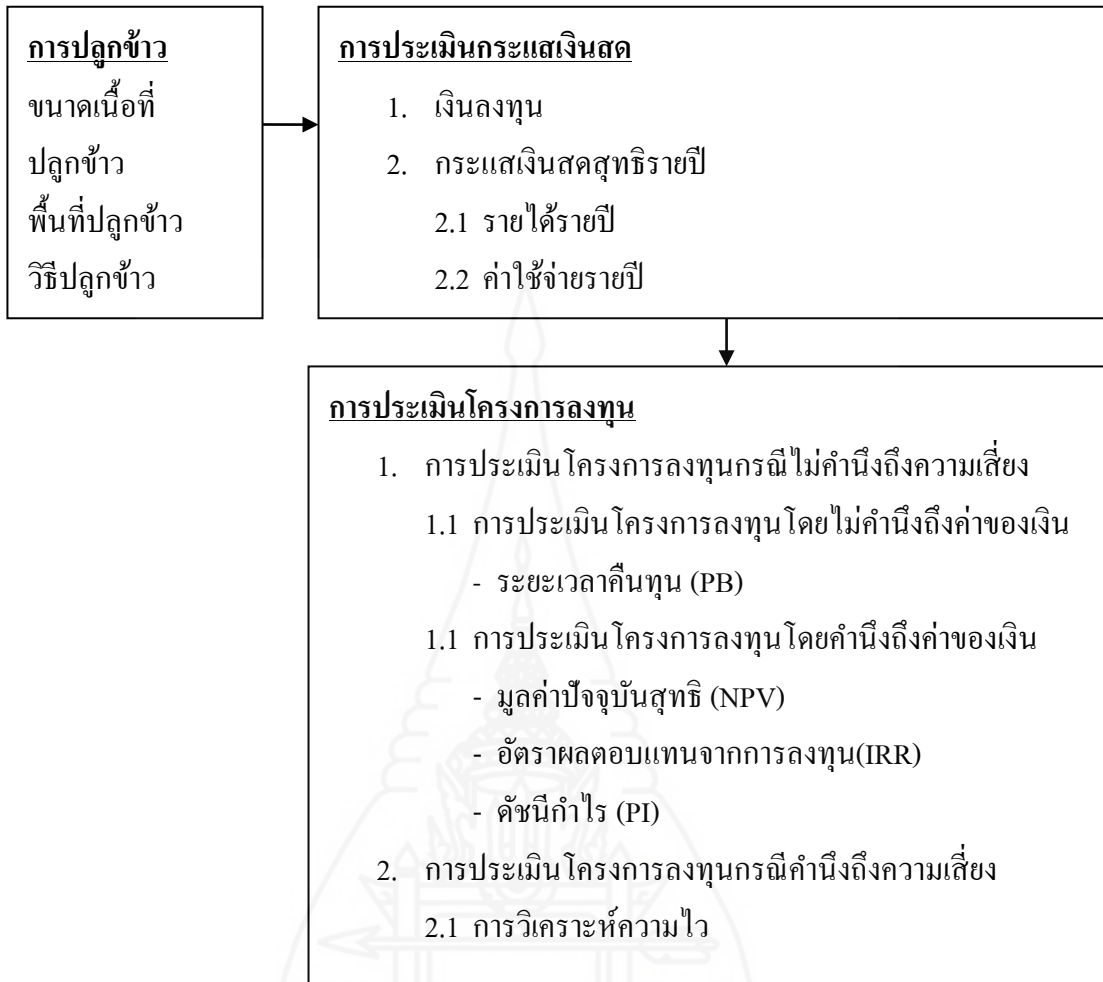 การปลูกข้าว
ขนาดเนื้อที่
ปลูกข้าว
พื้นที่ปลูกข้าว
วิธีปลูกข้าว
การประเมินกระแสเงินสด
1. เงินลงทุน
2. กระแสเงินสดสุทธิรายปี
2.1 รายได้รายปี
2.2 ค่าใช้จ่ายรายปี
การประเมินโครงการลงทุน
1. การประเมินโครงการลงทุนกรณีไม่คำนึงถึงความเสี่ยง
1.1 การประเมินโครงการลงทุนโดยไม่คำนึงถึงค่าของเงิน
- ระยะเวลาคืนทุน (PB)
1.1 การประเมินโครงการลงทุนโดยคำนึงถึงค่าของเงิน
- มูลค่าปัจจุบันสุทธิ (NPV)
- อัตราผลตอบแทนจากการลงทุน(IRR)
- ดัชนีกำไร (PI)
2. การประเมินโครงการลงทุนกรณีคำนึงถึงความเสี่ยง
2.1 การวิเคราะห์ความไว